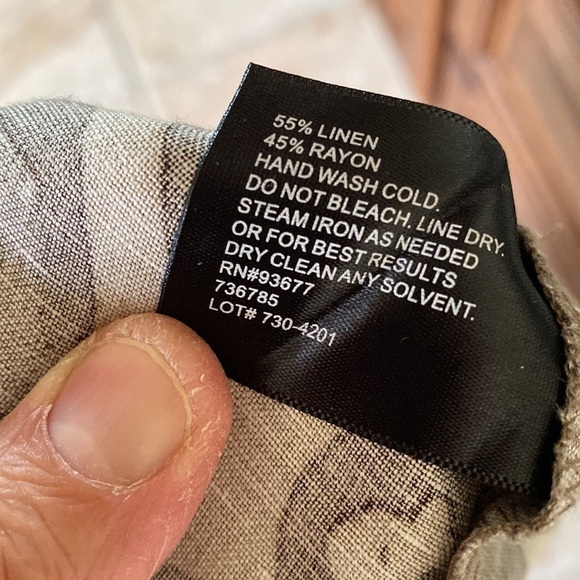 55% LINEN
45% RAYON
HAND WASH COLD.
DO NOT BLEACH. LINE DRY.
STEAM IRON AS NEEDED
OR FOR BEST RESULTS
DRY CLEAN ANY SOLVENT.
RN#93677
736785
LOT# 730-4201